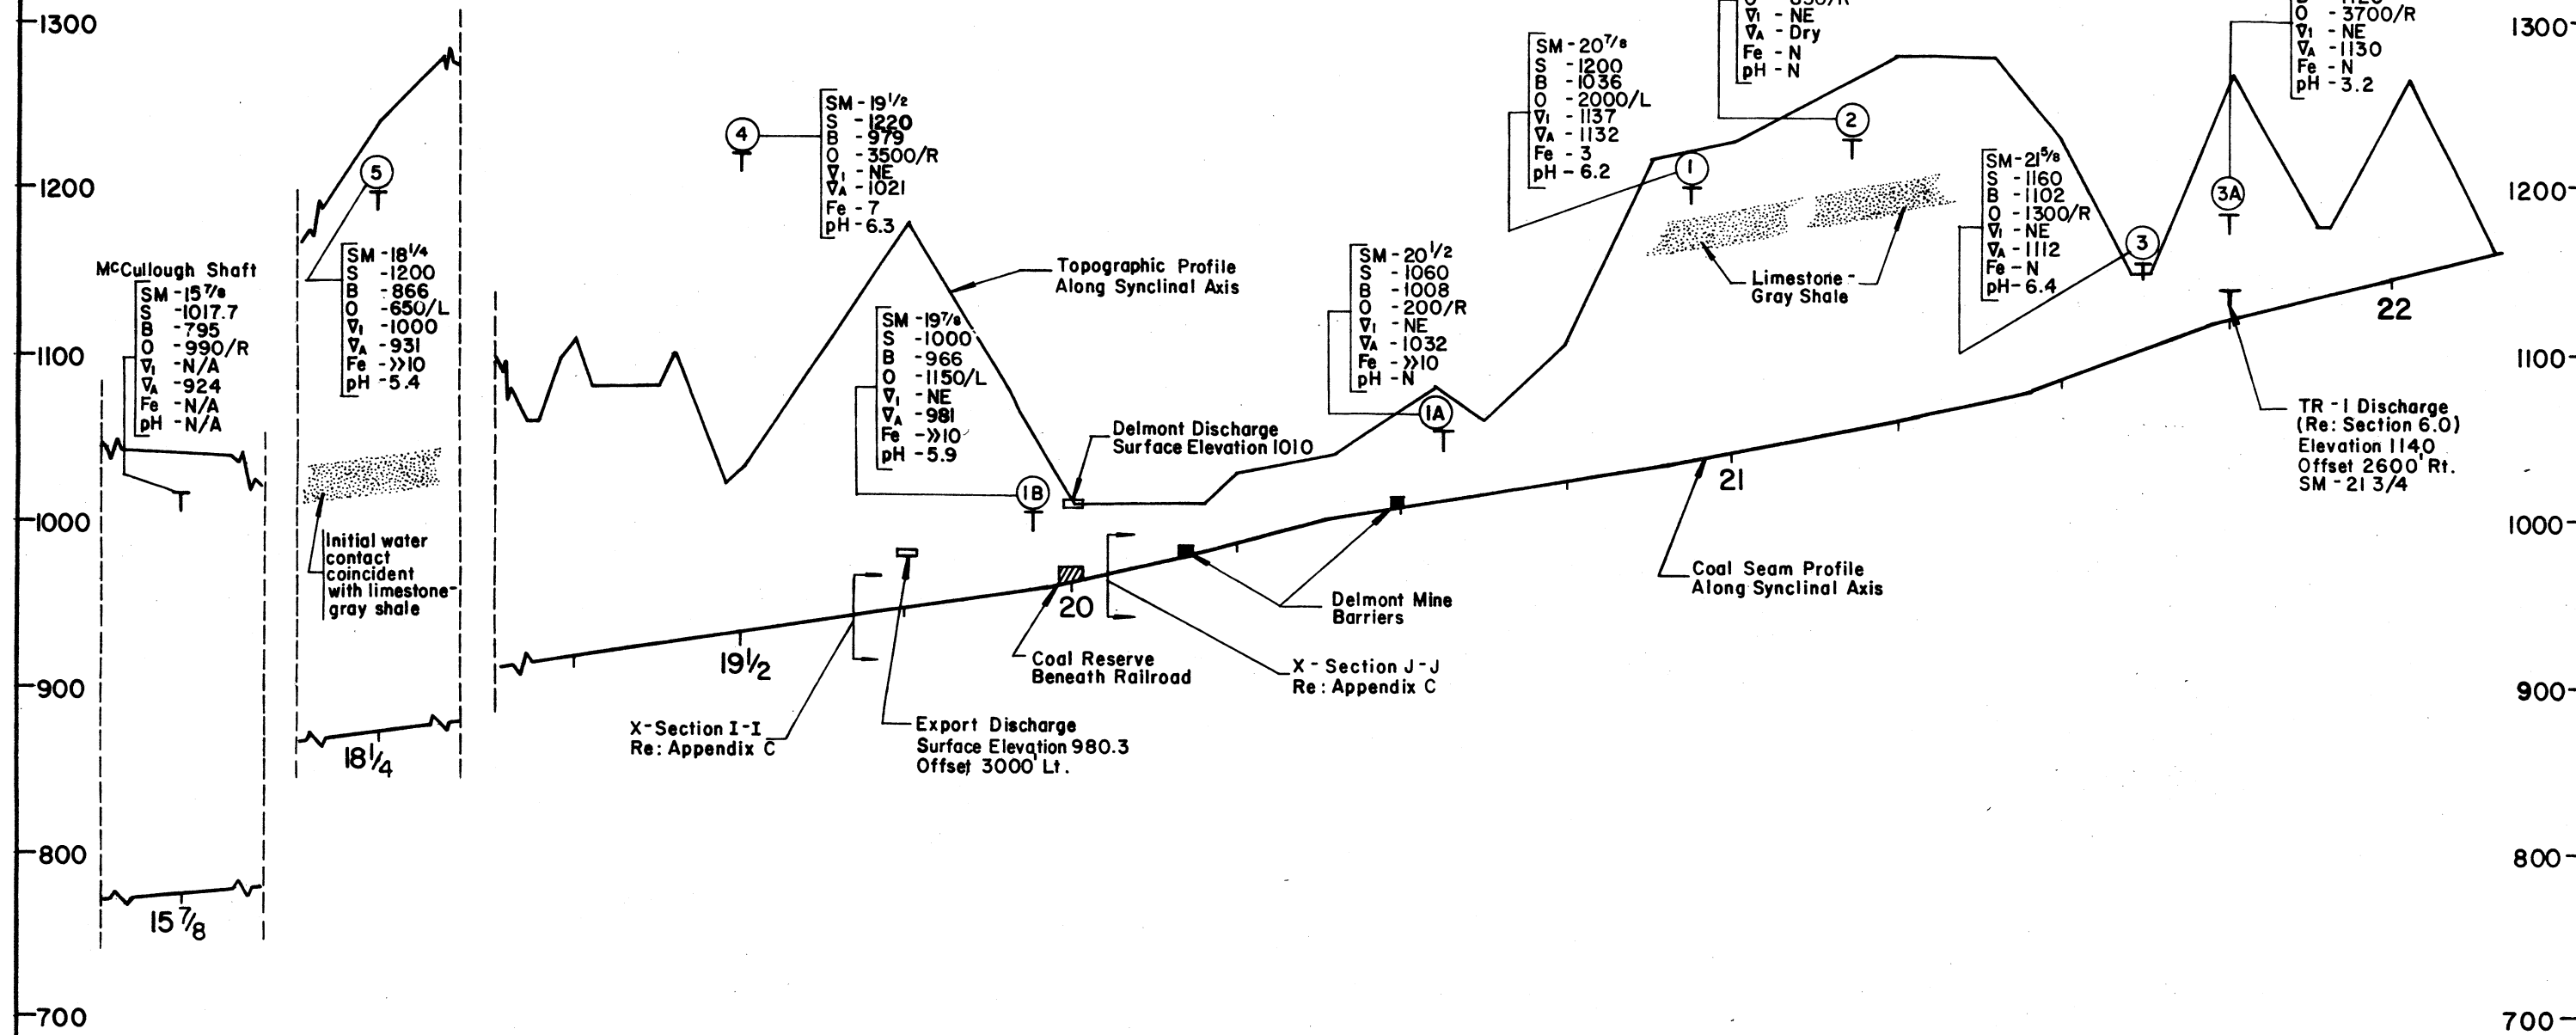 1300
1200
1100
1000
900
800
700
McCullough Shaft
SM - 15 7/8
S - 1017.7
B - 795
O - 990/R
∇I - N/A
∇A - 924
Fe - N/A
pH - N/A
15 7/8
5
SM - 18 1/4
S - 1200
B - 866
O - 650/L
∇I - 1000
∇A - 931
Fe - >>10
pH - 5.4
Initial water
contact
coincident
with limestone-
gray shale
18 1/4
4
SM - 19 1/2
S - 1220
B - 979
O - 3500/R
∇I - NE
∇A - 1021
Fe - 7
pH - 6.3
Topographic Profile
Along Synclinal Axis
SM - 19 7/8
S - 1000
B - 966
O - 1150/L
∇I - NE
∇A - 981
Fe - >>10
pH - 5.9
1B
Delmont Discharge
Surface Elevation 1010
19 1/2
20
X-Section I-I
Re: Appendix C
Export Discharge
Surface Elevation 980.3
Offset 3000' Lt.
Coal Reserve
Beneath Railroad
X-Section J-J
Re: Appendix C
Delmont Mine
Barriers
SM - 20 1/2
S - 1060
B - 1008
O - 200/R
∇I - NE
∇A - 1032
Fe - >>10
pH - N
1A
SM - 20 7/8
S - 1200
B - 1036
O - 2000/L
∇I - 1137
∇A - 1132
Fe - 3
pH - 6.2
1
∇I - NE
∇A - Dry
Fe - N
pH - N
2
Limestone-
Gray Shale
21
Coal Seam Profile
Along Synclinal Axis
SM - 21 5/8
S - 1160
B - 1102
O - 1300/R
∇I - NE
∇A - 1112
Fe - N
pH - 6.4
3
O - 3700/R
∇I - NE
∇A - 1130
Fe - N
pH - 3.2
3A
22
TR-1 Discharge
(Re: Section 6.0)
Elevation 1140
Offset 2600' Rt.
SM - 21 3/4
1300
1200
1100
1000
900
800
700